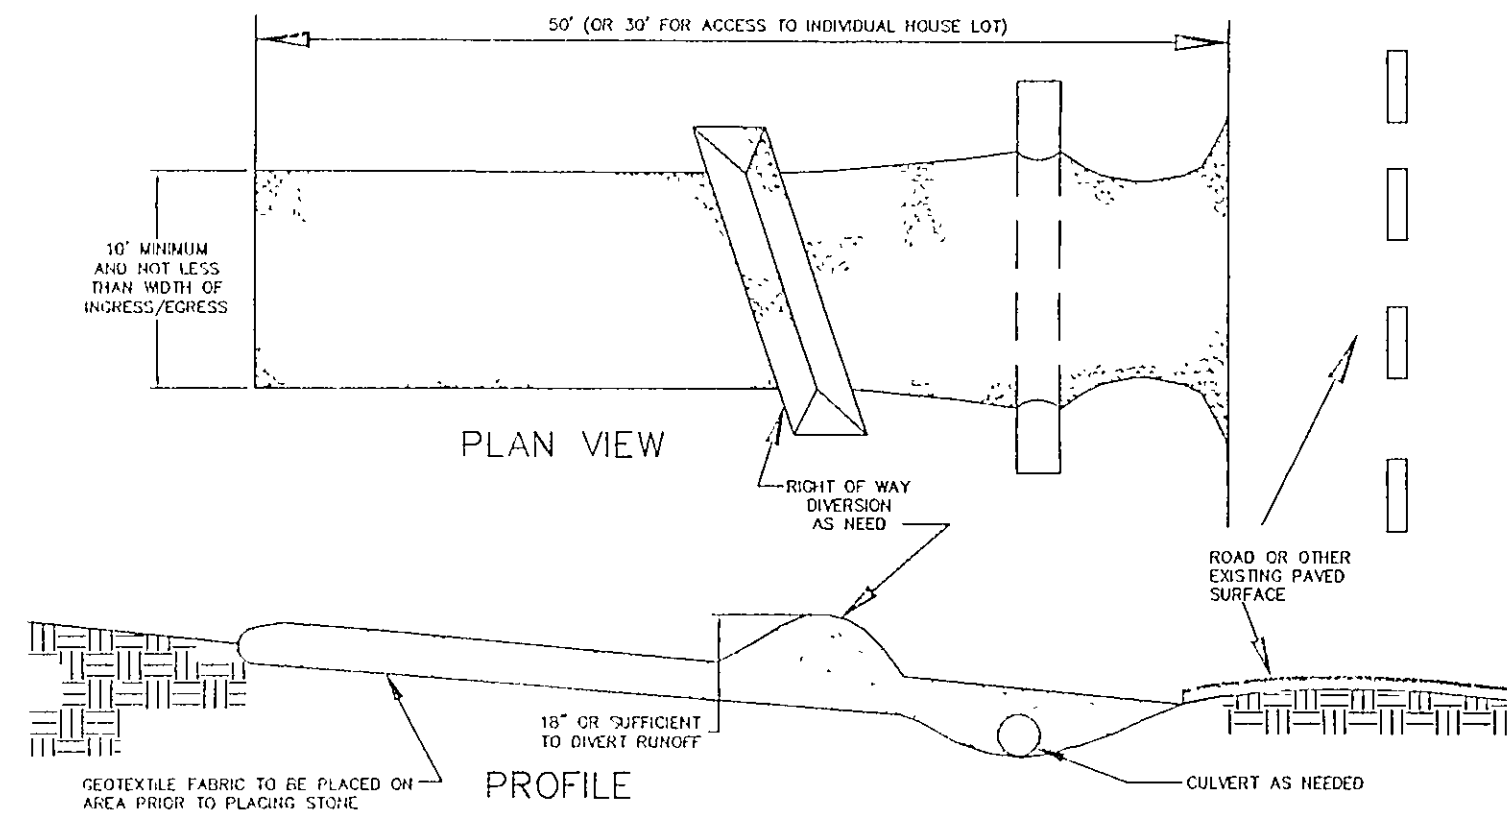 50' (OR 30' FOR ACCESS TO INDIVIDUAL HOUSE LOT)
10' MINIMUM
AND NOT LESS
THAN WIDTH OF
INGRESS/EGRESS
PLAN VIEW
RIGHT OF WAY
DIVERSION
AS NEED
ROAD OR OTHER
EXISTING PAVED
SURFACE
18" OR SUFFICIENT
TO DIVERT RUNOFF
GEOTEXTILE FABRIC TO BE PLACED ON
AREA PRIOR TO PLACING STONE
PROFILE
CULVERT AS NEEDED